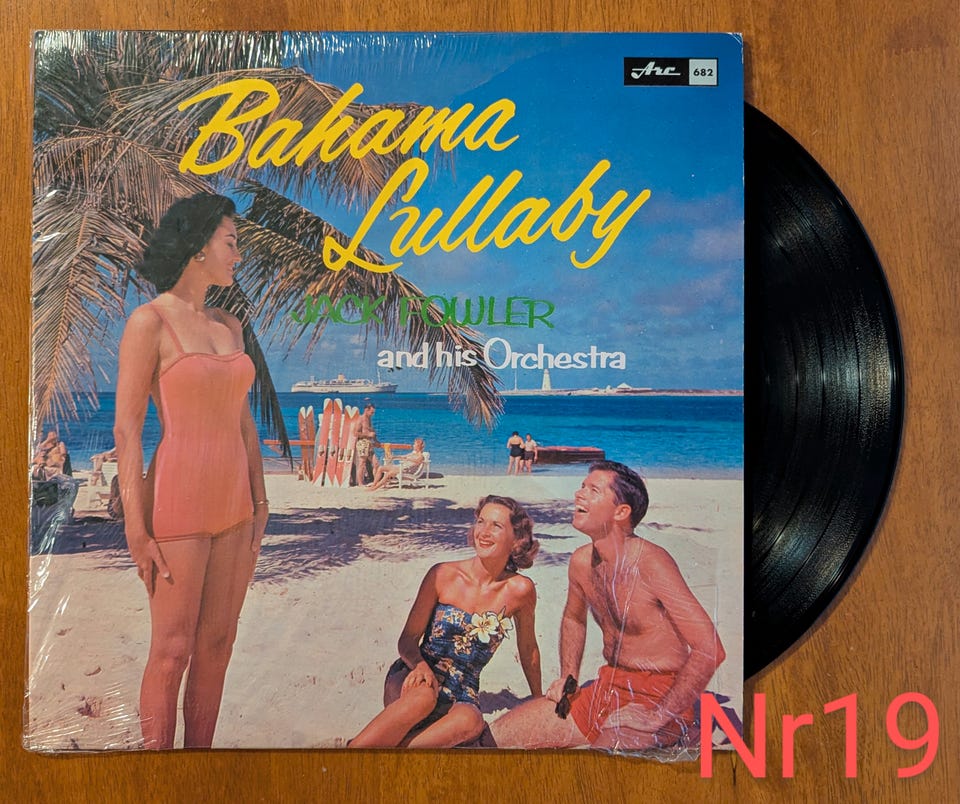 Arc 682
Bahama
Lullaby
JACK FOWLER
and his Orchestra
Nr19